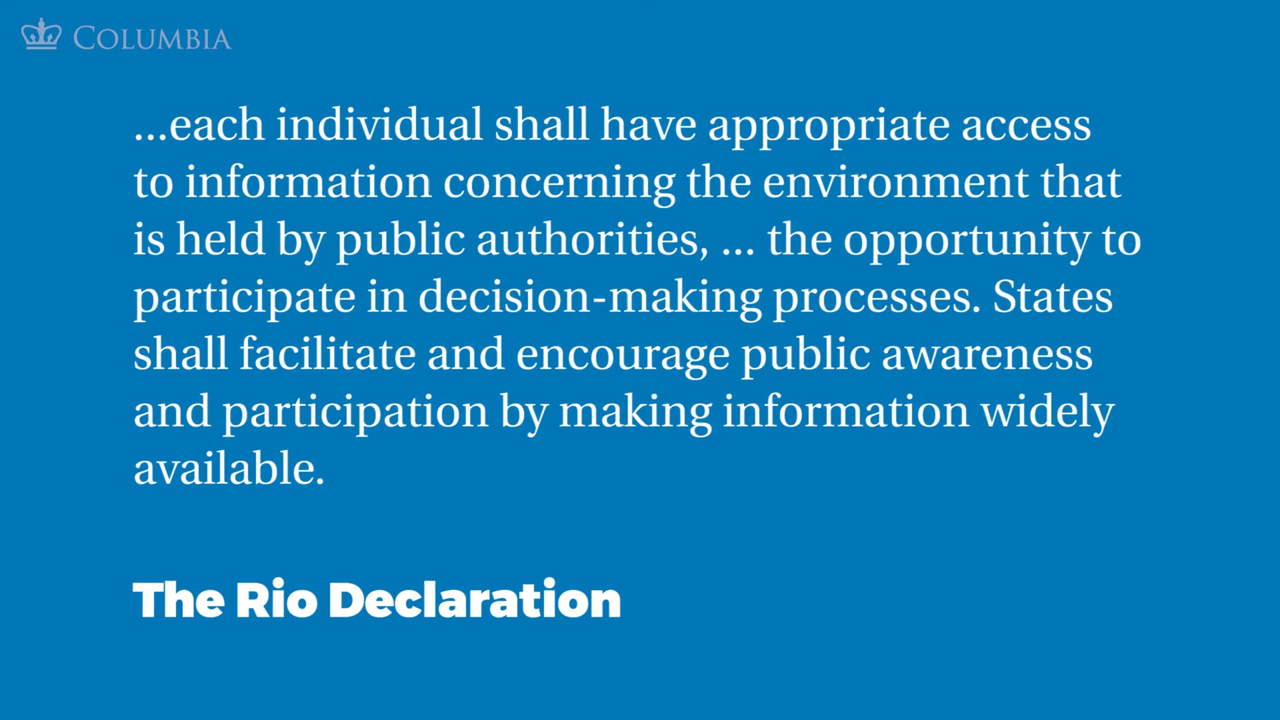 COLUMBIA
...each individual shall have appropriate access
to information concerning the environment that
is held by public authorities, ... the opportunity to
participate in decision-making processes. States
shall facilitate and encourage public awareness
and participation by making information widely
available.
The Rio Declaration